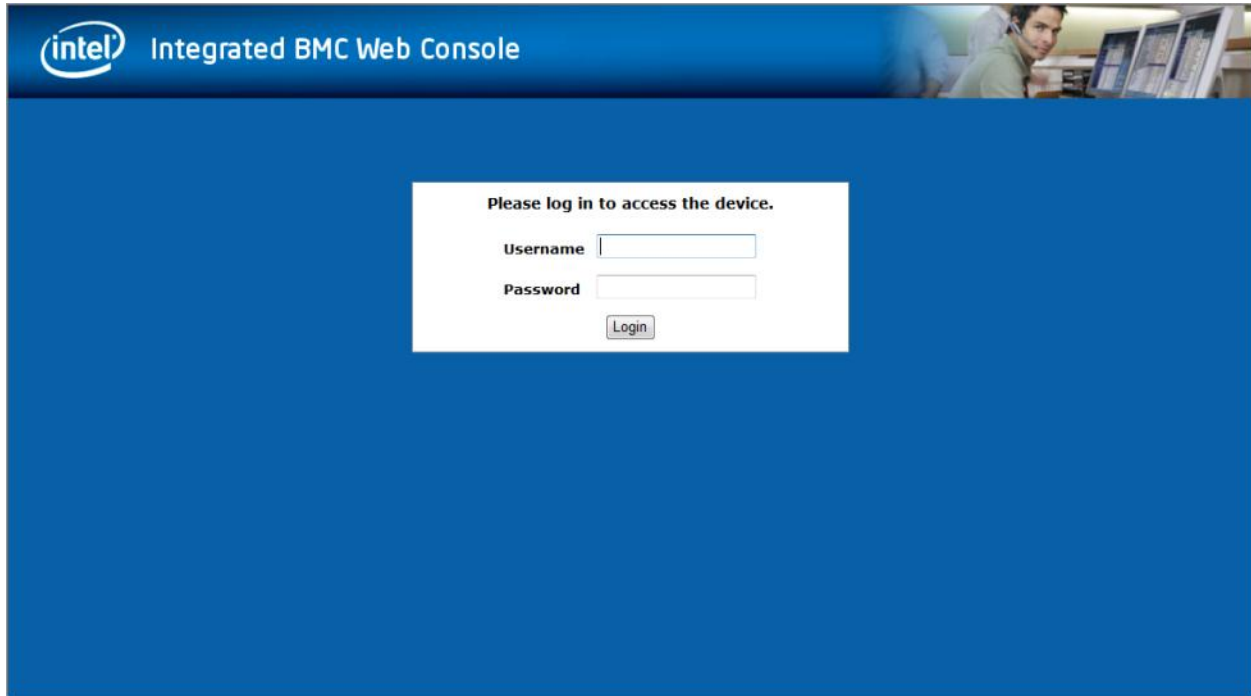 intel Integrated BMC Web Console
Please log in to access the device.
Username
Password
Login